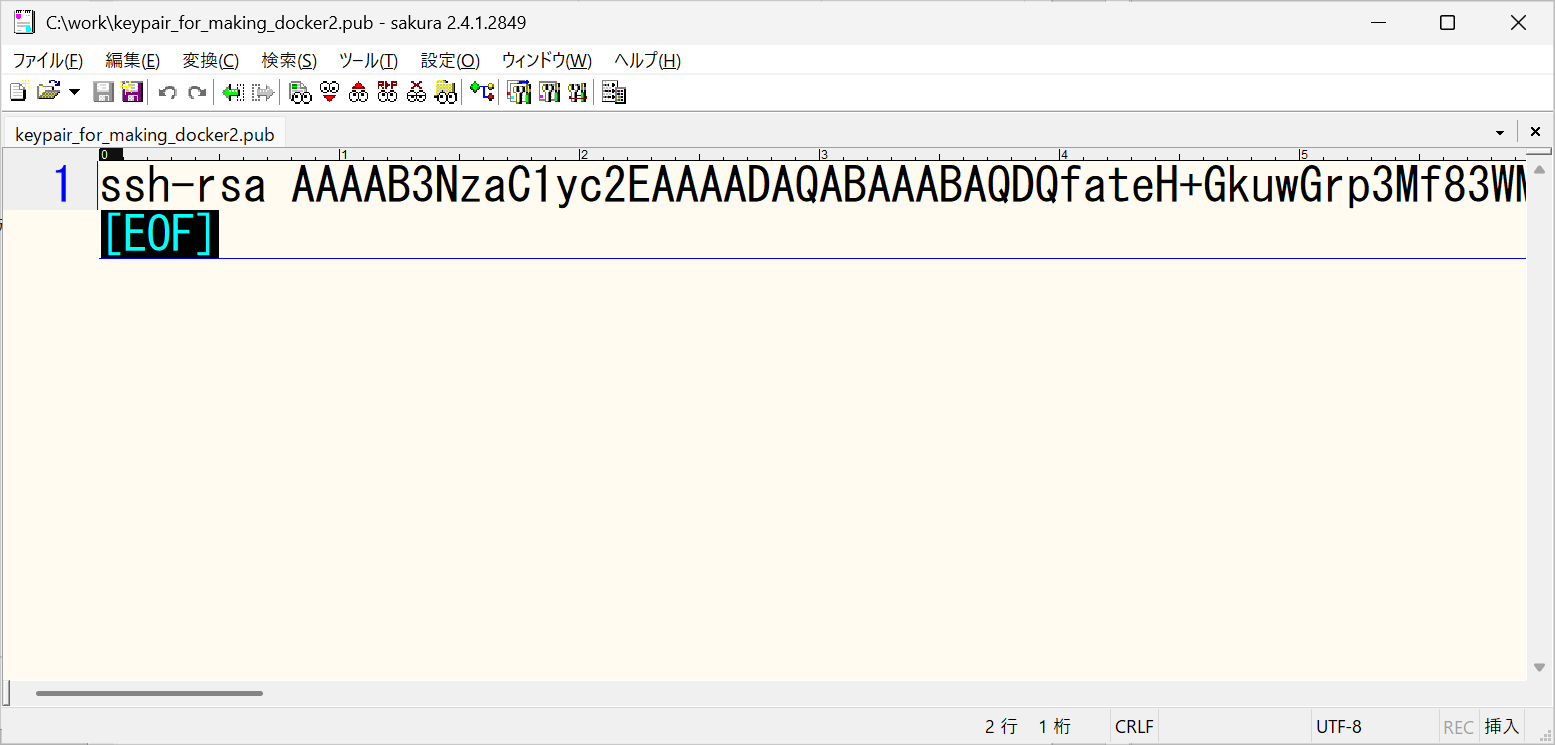 C:\work\keypair_for_making_docker2.pub - sakura 2.4.1.2849
ファイル(F) 編集(E) 変換(C) 検索(S) ツール(T) 設定(O) ウィンドウ(W) ヘルプ(H)
keypair_for_making_docker2.pub
0 1 2 3 4 5
1 ssh-rsa AAAAB3NzaC1yc2EAAAADAQABAAABAQDQfateH+GkuwGrp3Mf83W
[EOF]
2 行 1 桁 CRLF UTF-8 REC 挿入